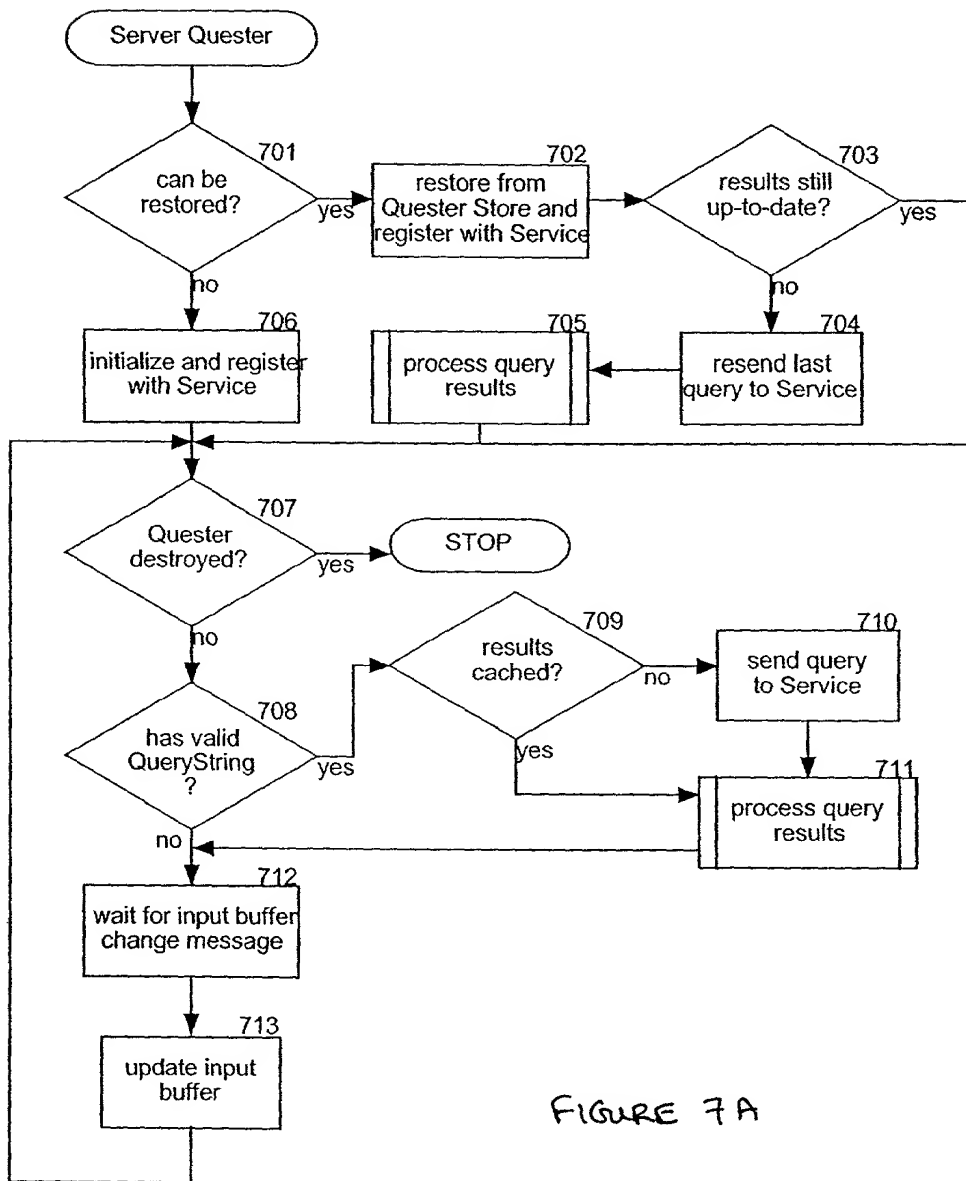 Server Quester
701
can be
restored?
yes
no
702
restore from
Quester Store and
register with Service
703
results still
up-to-date?
yes
no
704
resend last
query to Service
705
process query
results
706
initialize and register
with Service
707
Quester
destroyed?
yes
no
STOP
708
has valid
QueryString
?
yes
no
709
results
cached?
no
yes
710
send query
to Service
711
process query
results
712
wait for input buffer
change message
713
update input
buffer
FIGURE 7A